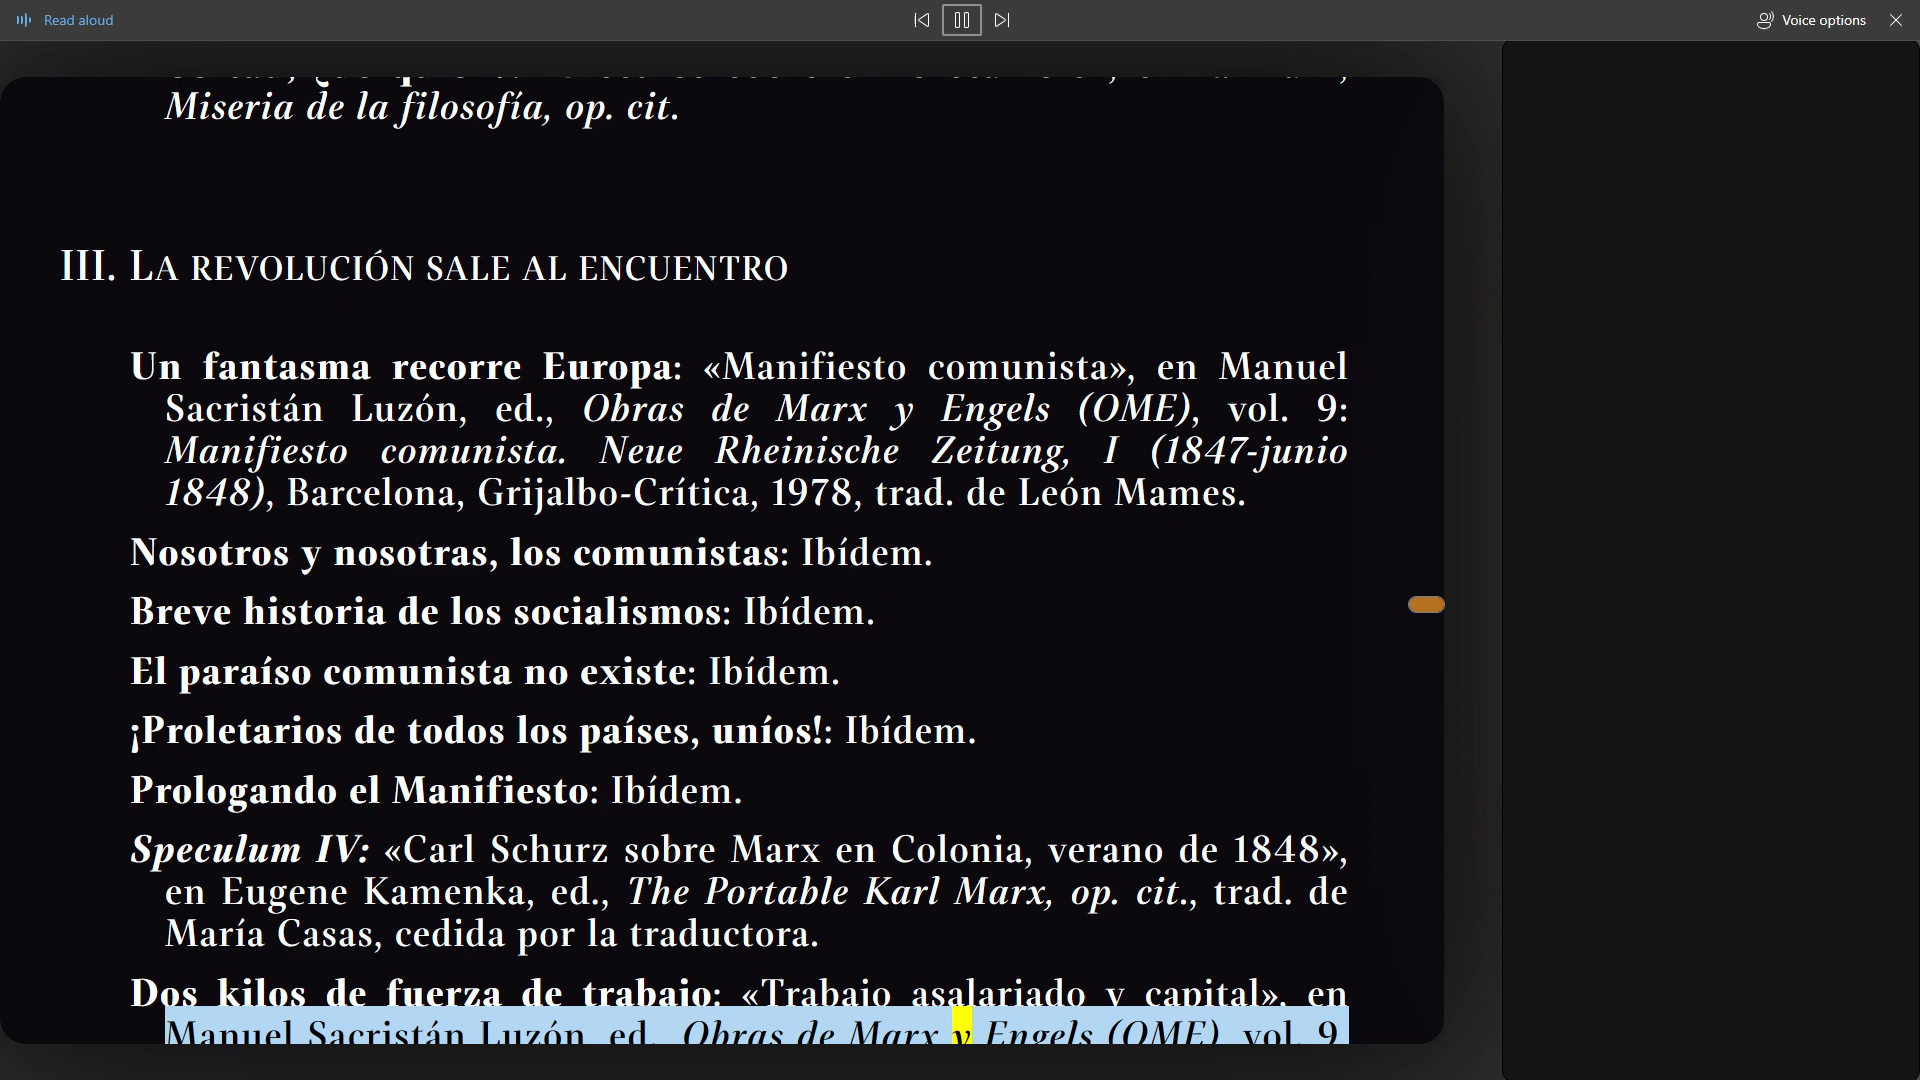 Read aloud
Voice options
Miseria de la filosofía, op. cit.
III. LA REVOLUCIÓN SALE AL ENCUENTRO
Un fantasma recorre Europa: «Manifiesto comunista», en Manuel
Sacristán Luzón, ed., Obras de Marx y Engels (OME), vol. 9:
Manifiesto comunista. Neue Rheinische Zeitung, I (1847-junio
1848), Barcelona, Grijalbo-Crítica, 1978, trad. de León Mames.
Nosotros y nosotras, los comunistas: Ibídem.
Breve historia de los socialismos: Ibídem.
El paraíso comunista no existe: Ibídem.
¡Proletarios de todos los países, uníos!: Ibídem.
Prologando el Manifiesto: Ibídem.
Speculum IV: «Carl Schurz sobre Marx en Colonia, verano de 1848»,
en Eugene Kamenka, ed., The Portable Karl Marx, op. cit., trad. de
María Casas, cedida por la traductora.
Dos kilos de fuerza de trabajo: «Trabajo asalariado y capital», en
Manuel Sacristán Luzón, ed., Obras de Marx y Engels (OME), vol. 9,